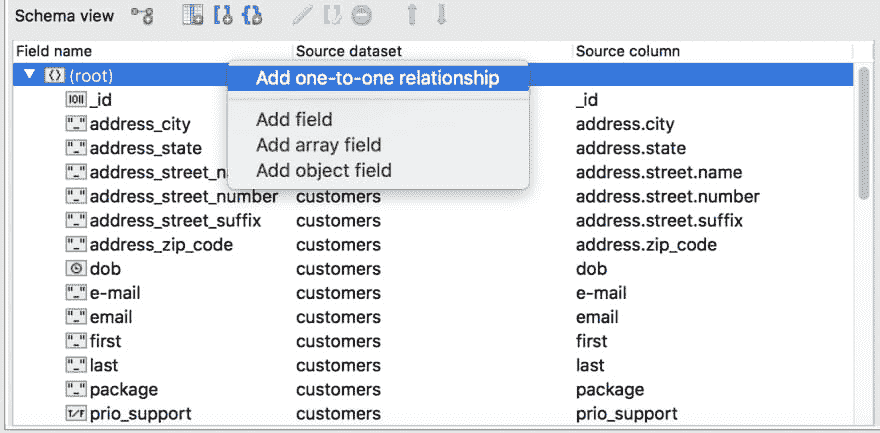 Schema view
Field name Source dataset Source column
(root)
Add one-to-one relationship
_id _id
Add field
address_city address.city
Add array field
address_state address.state
Add object field
address_street_n address.street.name
address_street_number customers address.street.number
address_street_suffix customers address.street.suffix
address_zip_code customers address.zip_code
dob customers dob
e-mail customers e-mail
email customers email
first customers first
last customers last
package customers package
prio_support customers prio_support